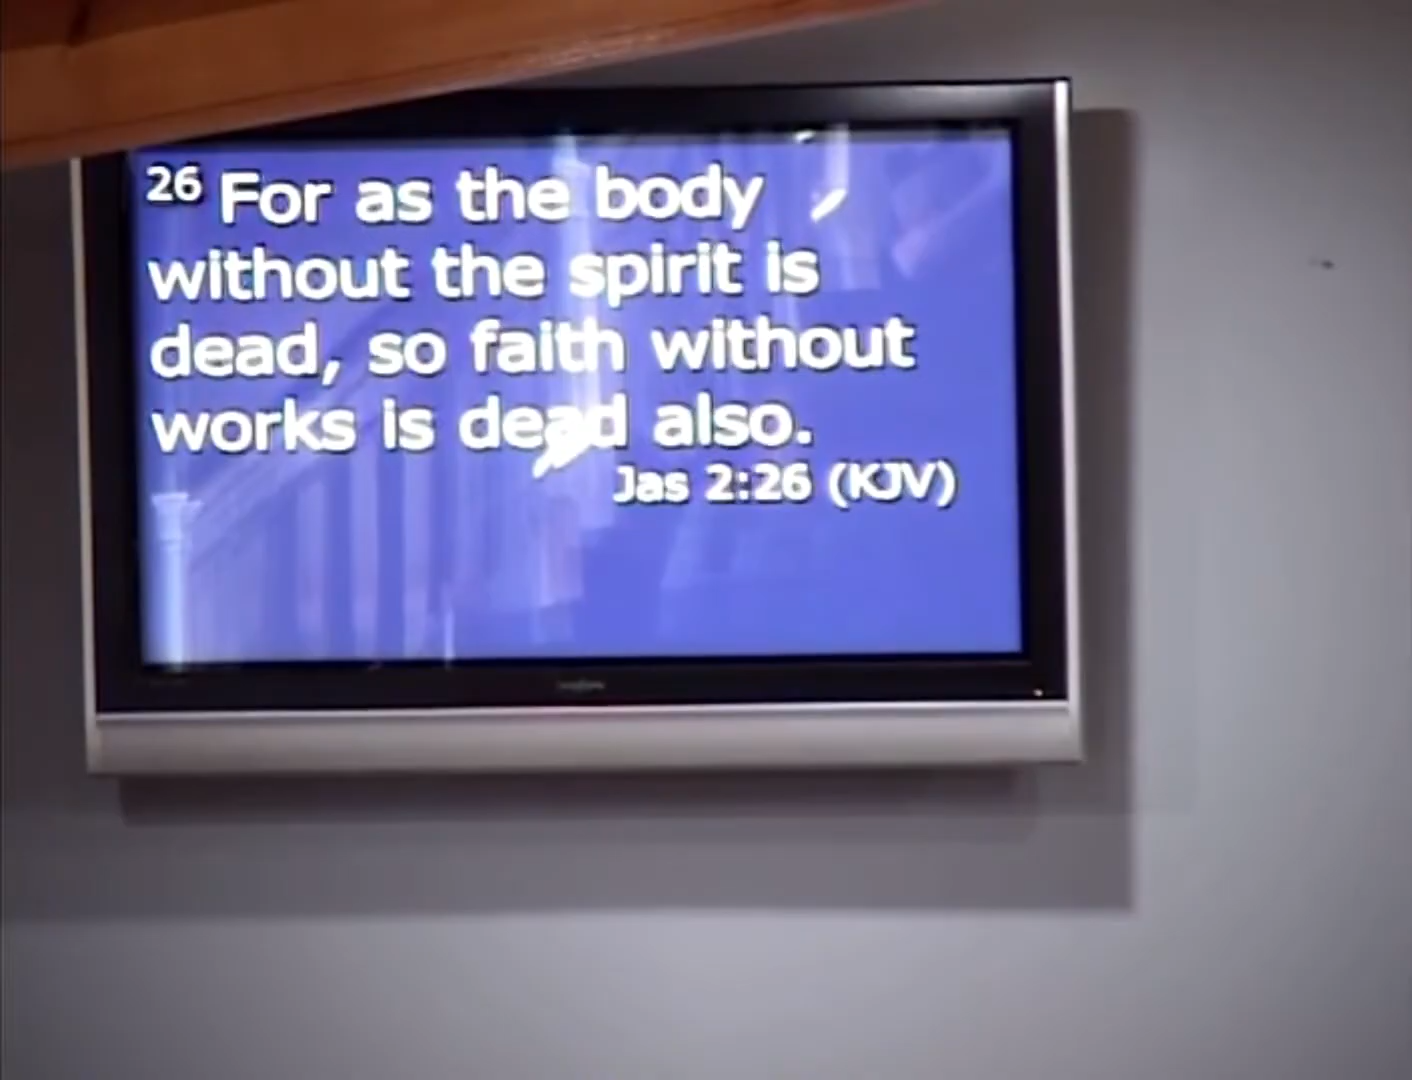 26 For as the body
without the spirit is
dead, so faith without
works is dead also.
Jas 2:26 (KJV)